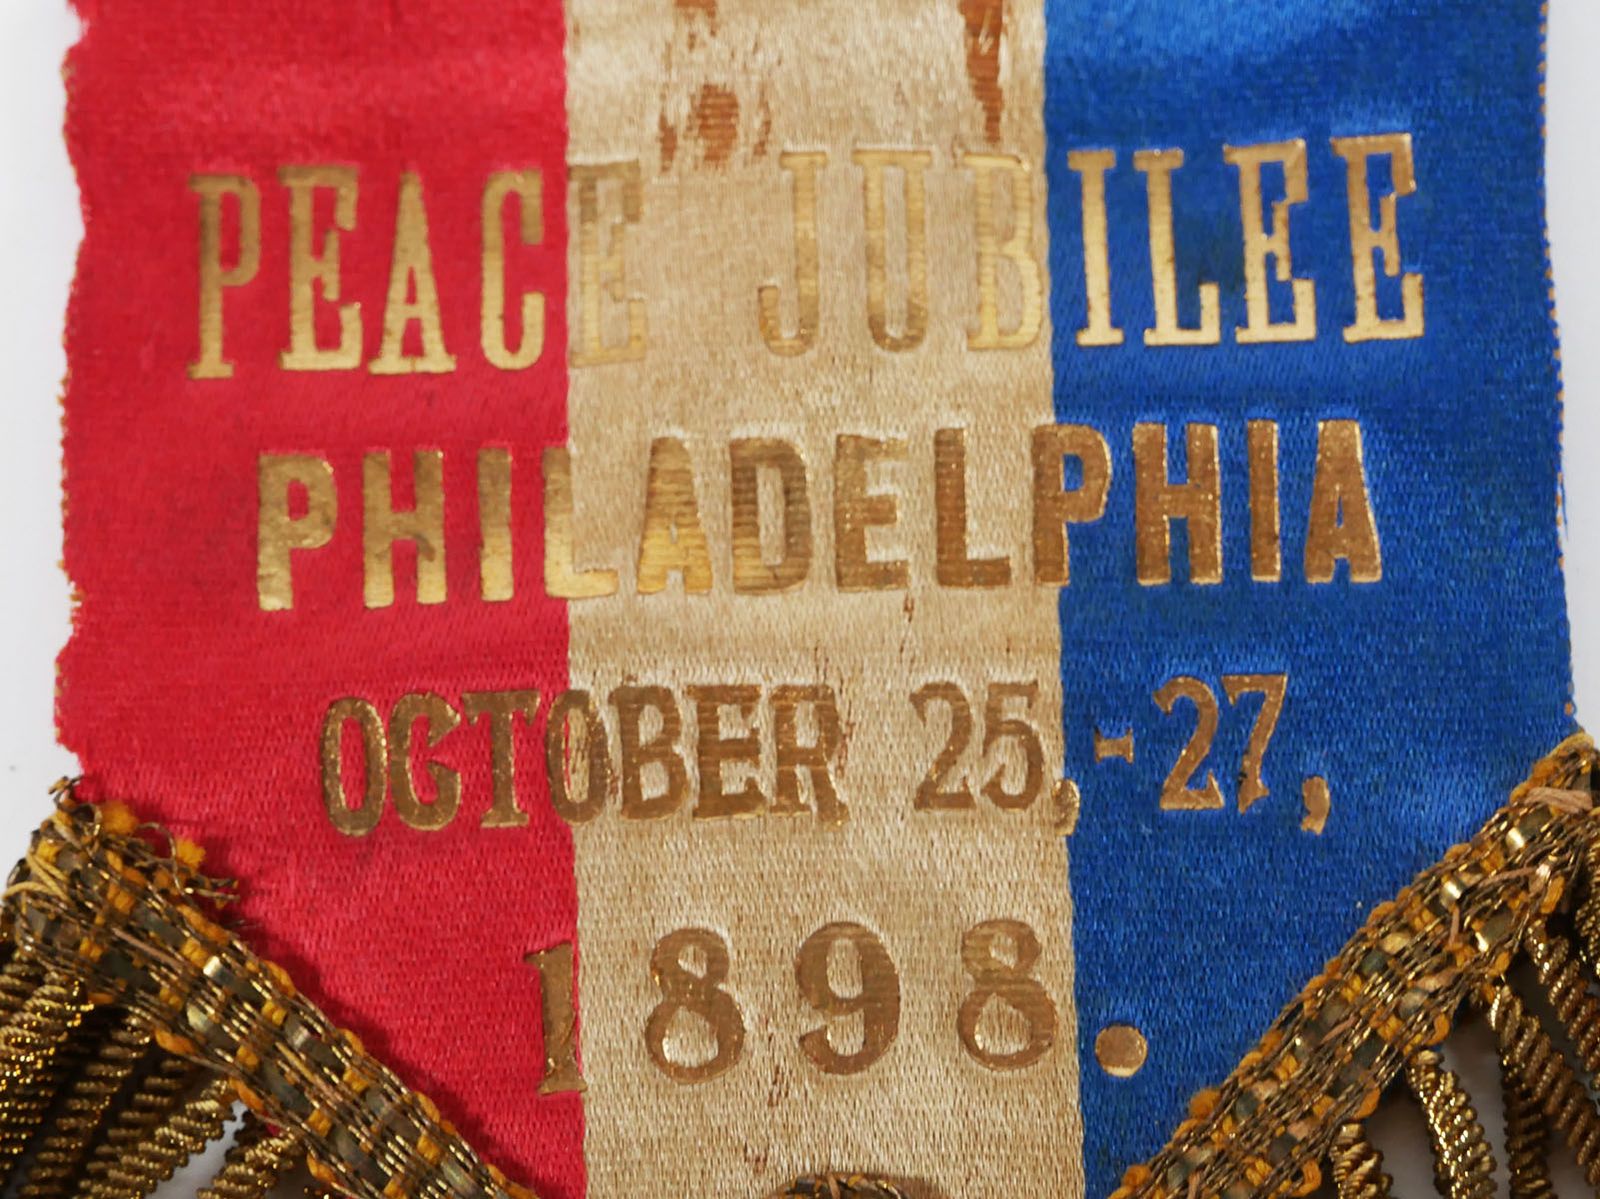 PEACE JUBILEE
PHILADELPHIA
OCTOBER 25,-27,
1898.